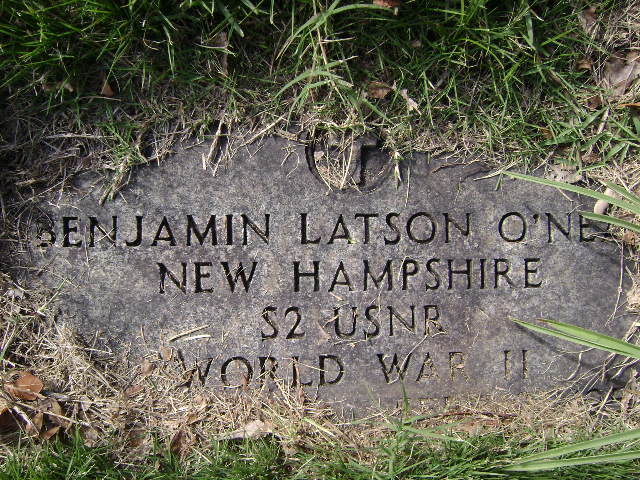 BENJAMIN LATSON O'NE
NEW HAMPSHIRE
S2 USNR
WORLD WAR II